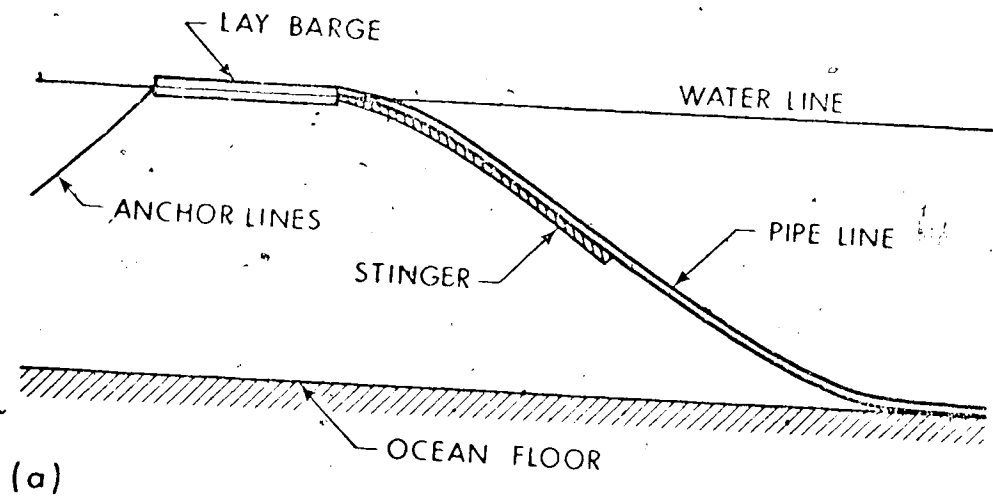 LAY BARGE
WATER LINE
ANCHOR LINES
PIPE LINE
STINGER
OCEAN FLOOR
(a)